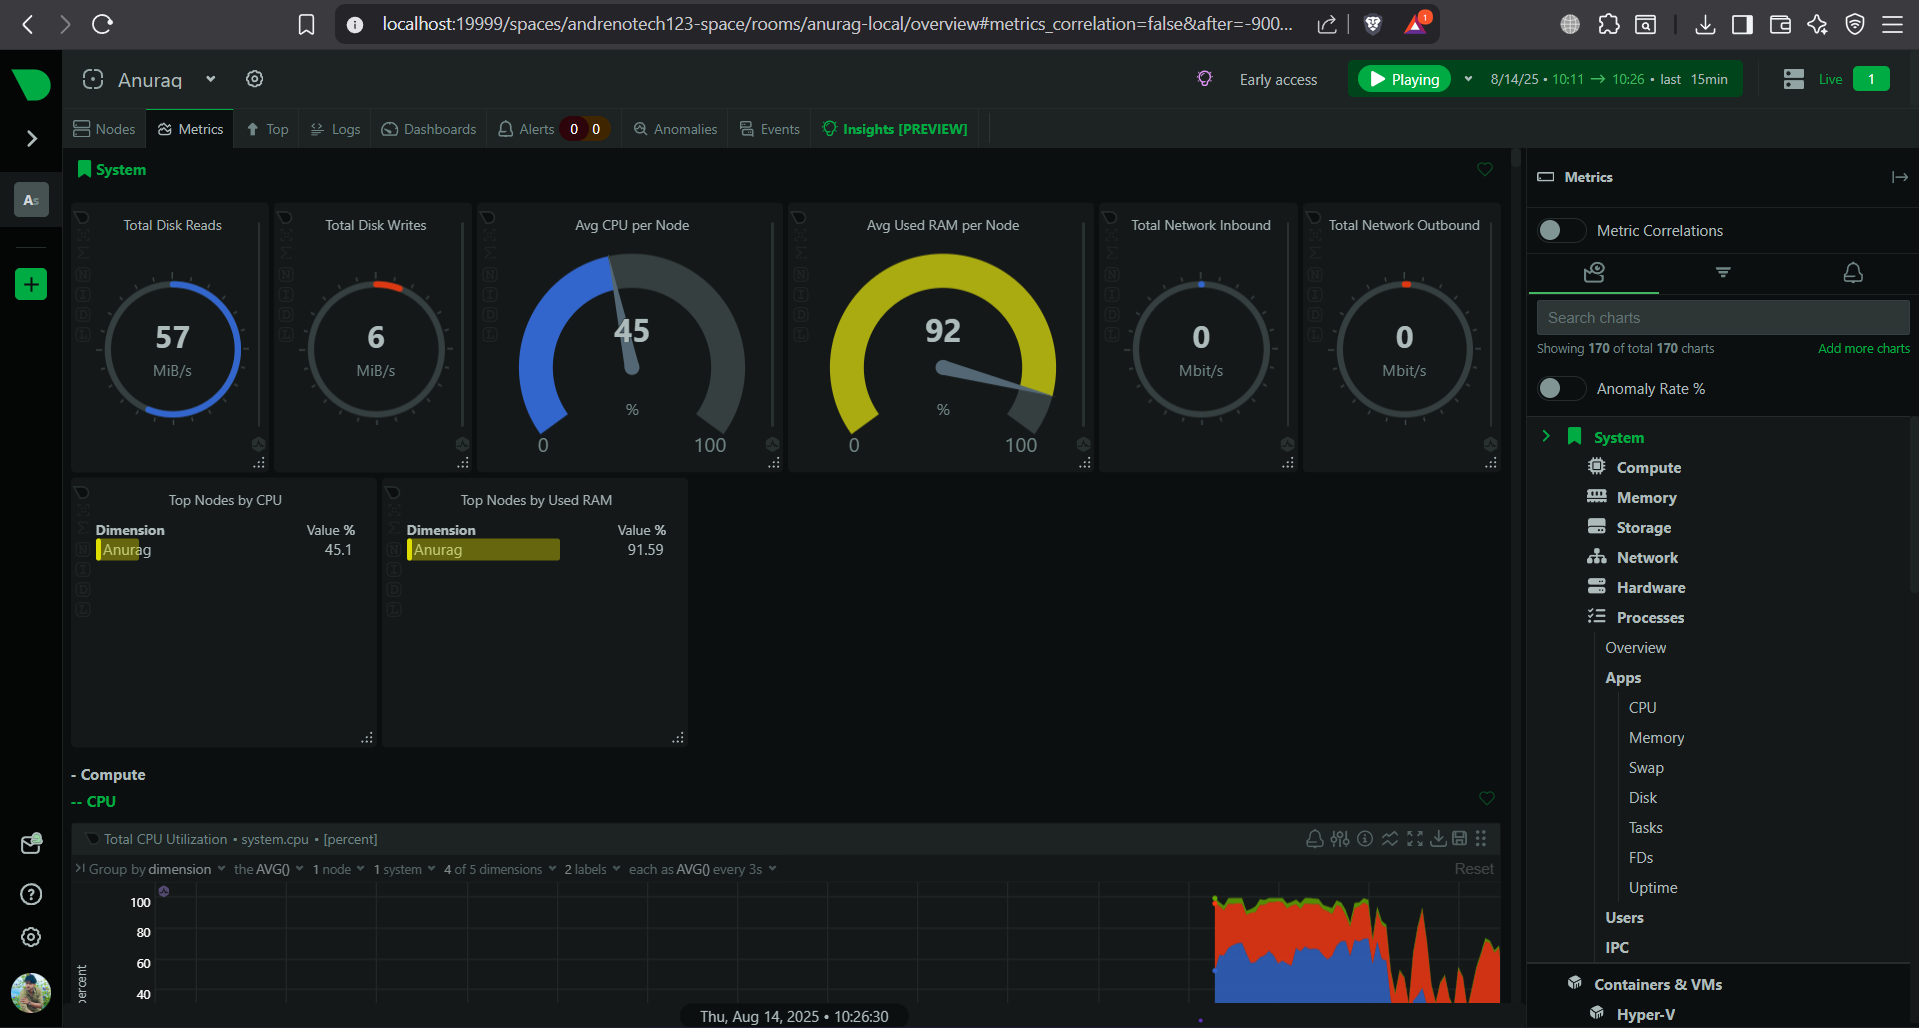 localhost:19999/spaces/andrenotech123-space/rooms/anurag-local/overview#metrics_correlation=false&after=-900...
1
Anurag
Early access
Playing
8/14/25 • 10:11 → 10:26 • last 15min
Live
1
Nodes
Metrics
Top
Logs
Dashboards
Alerts 0 0
Anomalies
Events
Insights [PREVIEW]
As
System
Total Disk Reads
57
MiB/s
Total Disk Writes
6
MiB/s
Avg CPU per Node
45
%
0 100
Avg Used RAM per Node
92
%
0 100
Total Network Inbound
0
Mbit/s
Total Network Outbound
0
Mbit/s
Top Nodes by CPU
Dimension Value %
Anurag 45.1
Top Nodes by Used RAM
Dimension Value %
Anurag 91.59
- Compute
-- CPU
Total CPU Utilization • system.cpu • [percent]
Group by dimension the AVG() 1 node 1 system 4 of 5 dimensions 2 labels each as AVG() every 3s Reset
100
80
60
40
percent
Thu, Aug 14, 2025 • 10:26:30
Metrics
Metric Correlations
Search charts
Showing 170 of total 170 charts Add more charts
Anomaly Rate %
System
Compute
Memory
Storage
Network
Hardware
Processes
Overview
Apps
CPU
Memory
Swap
Disk
Tasks
FDs
Uptime
Users
IPC
Containers & VMs
Hyper-V